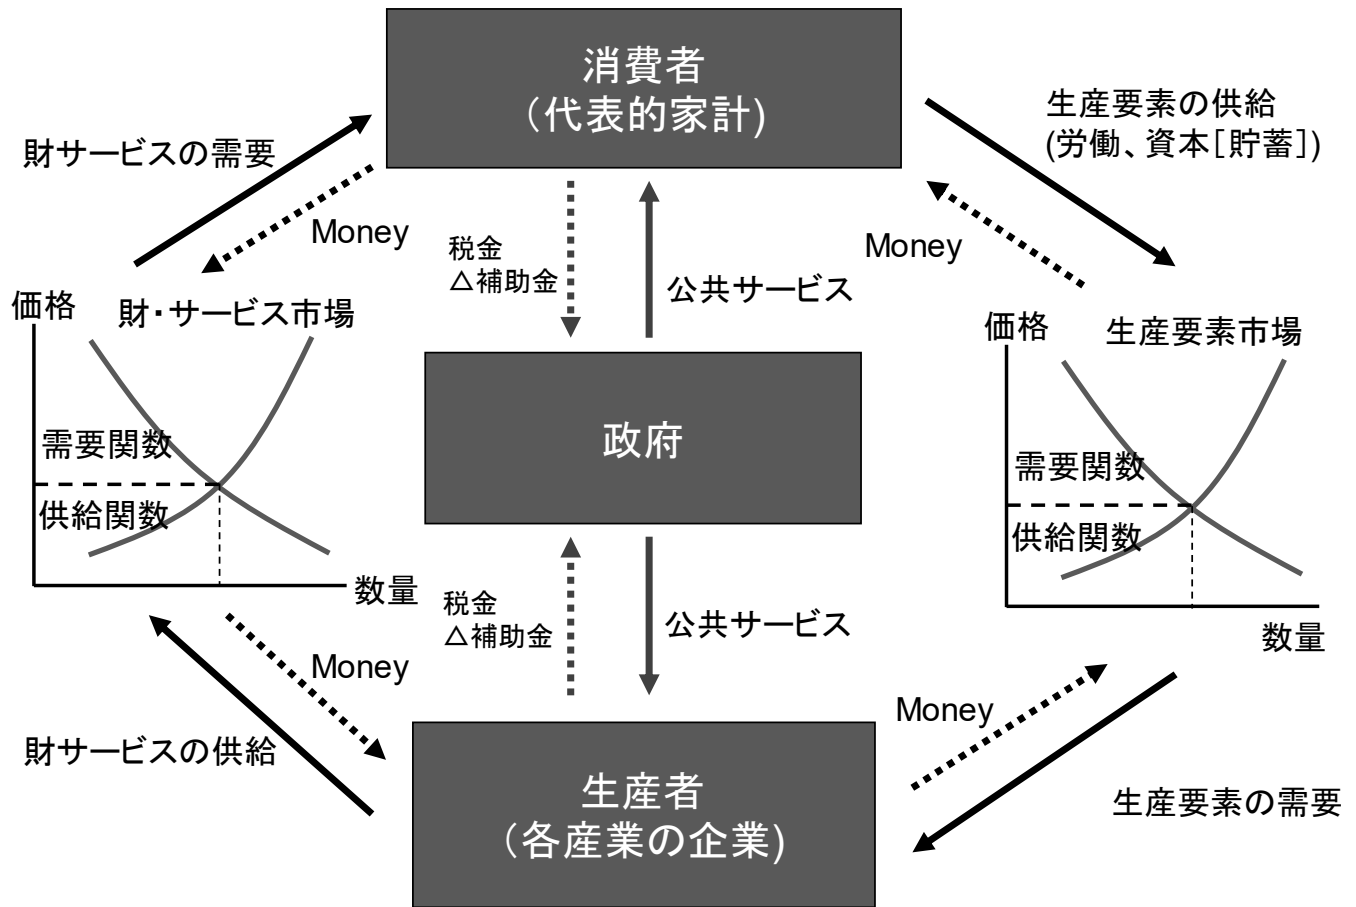 消費者
（代表的家計)
財サービスの需要
Money
税金
△補助金
公共サービス
生産要素の供給
(労働、資本［貯蓄］)
Money
価格
財・サービス市場
需要関数
供給関数
数量
政府
価格
生産要素市場
需要関数
供給関数
数量
税金
△補助金
公共サービス
Money
財サービスの供給
Money
生産要素の需要
生産者
（各産業の企業)